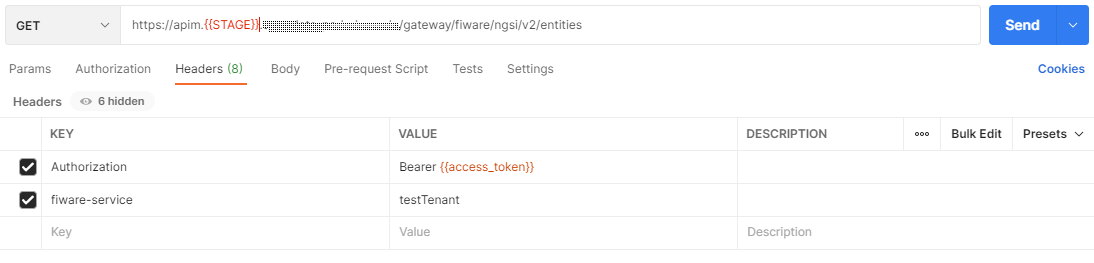 GET https://apim.{{STAGE}} /gateway/fiware/ngsi/v2/entities Send
Params Authorization Headers (8) Body Pre-request Script Tests Settings Cookies
Headers 6 hidden
KEY VALUE DESCRIPTION ooo Bulk Edit Presets
Authorization Bearer {{access_token}}
fiware-service testTenant
Key Value Description